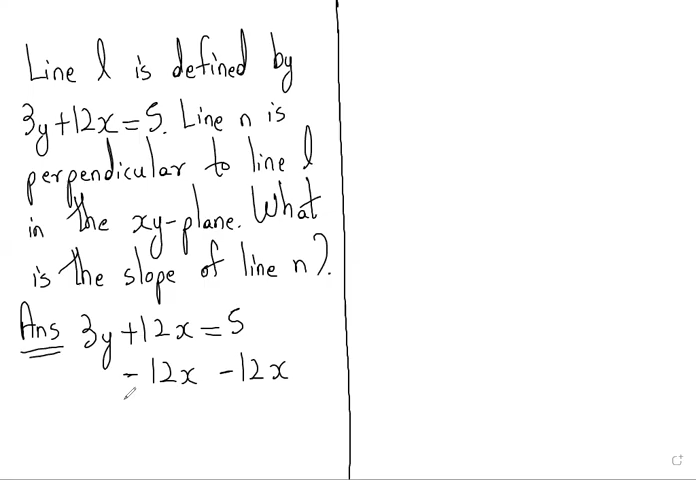 Line l is defined by
3y+12x=5. Line n is
perpendicular to line l
in the xy-plane. What
is the slope of line n?.
Ans 3y+12x=5
-12x -12x